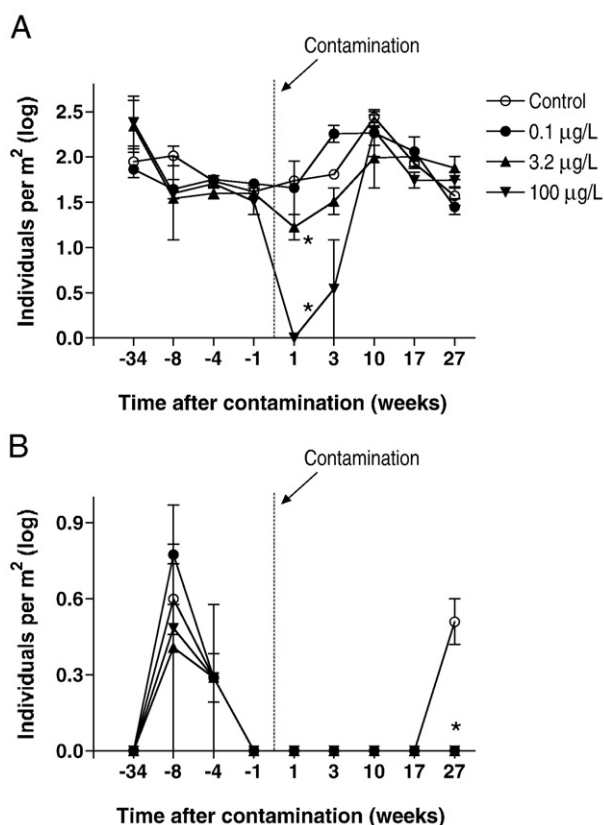 A
Contamination
Individuals per m² (log)
2.5
2.0
1.5
1.0
0.5
0.0
*
*
-34 -8 -4 -1 1 3 10 17 27
Time after contamination (weeks)
Control
0.1 µg/L
3.2 µg/L
100 µg/L
B
Contamination
Individuals per m² (log)
0.9
0.6
0.3
0.0
*
-34 -8 -4 -1 1 3 10 17 27
Time after contamination (weeks)